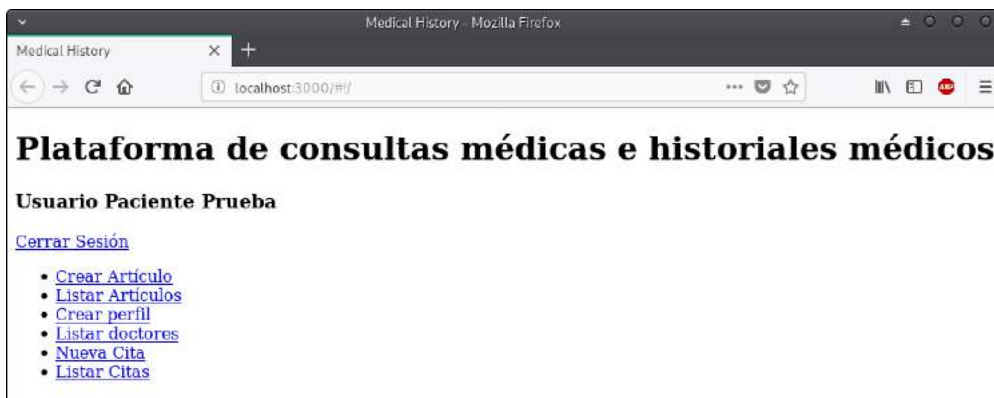 Medical History - Mozilla Firefox
Medical History
localhost:3000/#!/
ABP
Plataforma de consultas médicas e historiales médicos
Usuario Paciente Prueba
Cerrar Sesión
Crear Artículo
Listar Artículos
Crear perfil
Listar doctores
Nueva Cita
Listar Citas